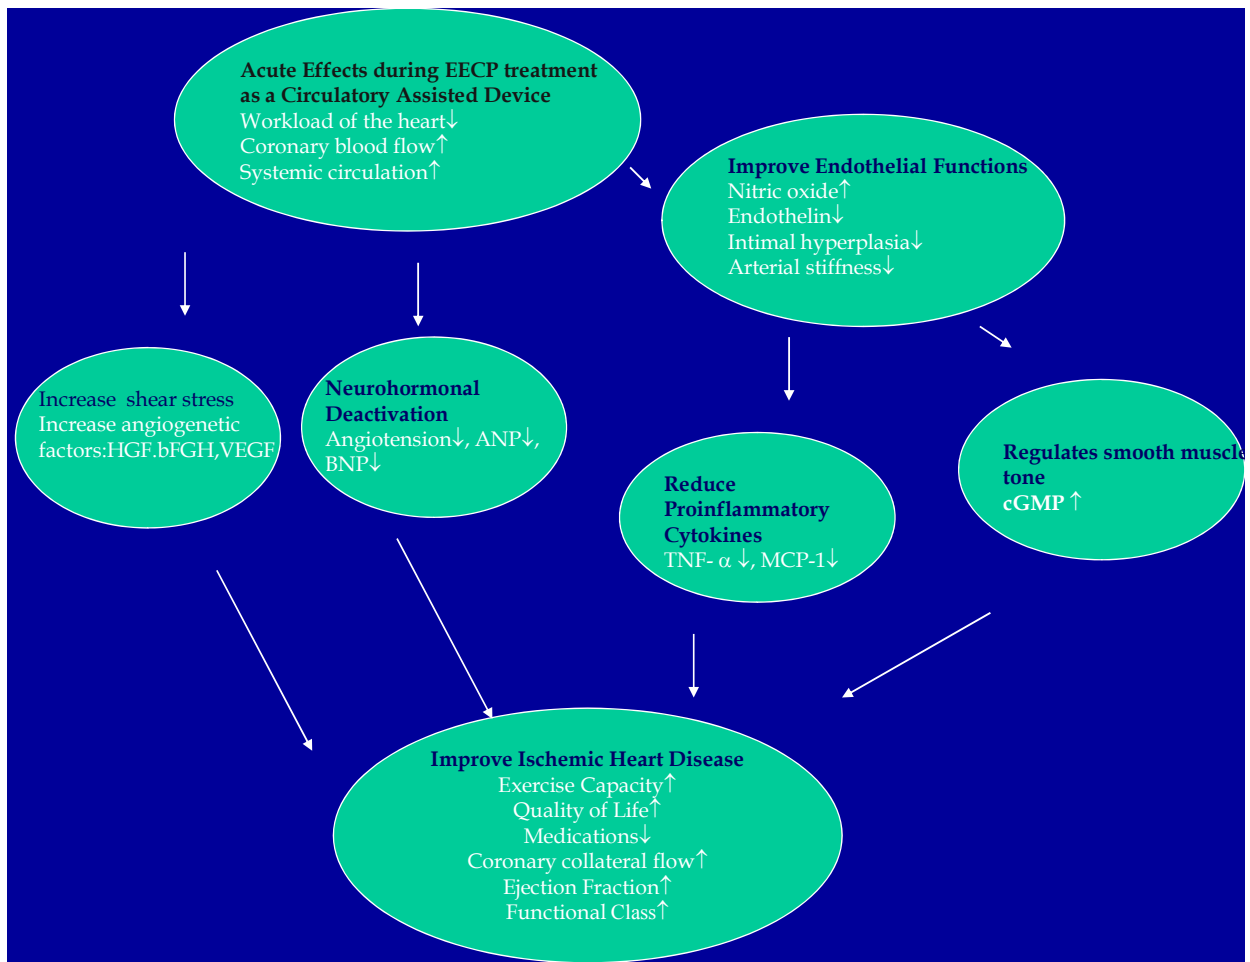 Acute Effects during EECP treatment
as a Circulatory Assisted Device
Workload of the heart↓
Coronary blood flow↑
Systemic circulation↑
Improve Endothelial Functions
Nitric oxide↑
Endothelin↓
Intimal hyperplasia↓
Arterial stiffness↓
Increase  shear stress
Increase angiogenetic
factors:HGF.bFGH,VEGF
Neurohormonal
Deactivation
Angiotension↓, ANP↓,
BNP↓
Reduce
Proinflammatory
Cytokines
TNF- α ↓, MCP-1↓
Regulates smooth muscle
tone
cGMP ↑
Improve Ischemic Heart Disease
Exercise Capacity↑
Quality of Life↑
Medications↓
Coronary collateral flow↑
Ejection Fraction↑
Functional Class↑